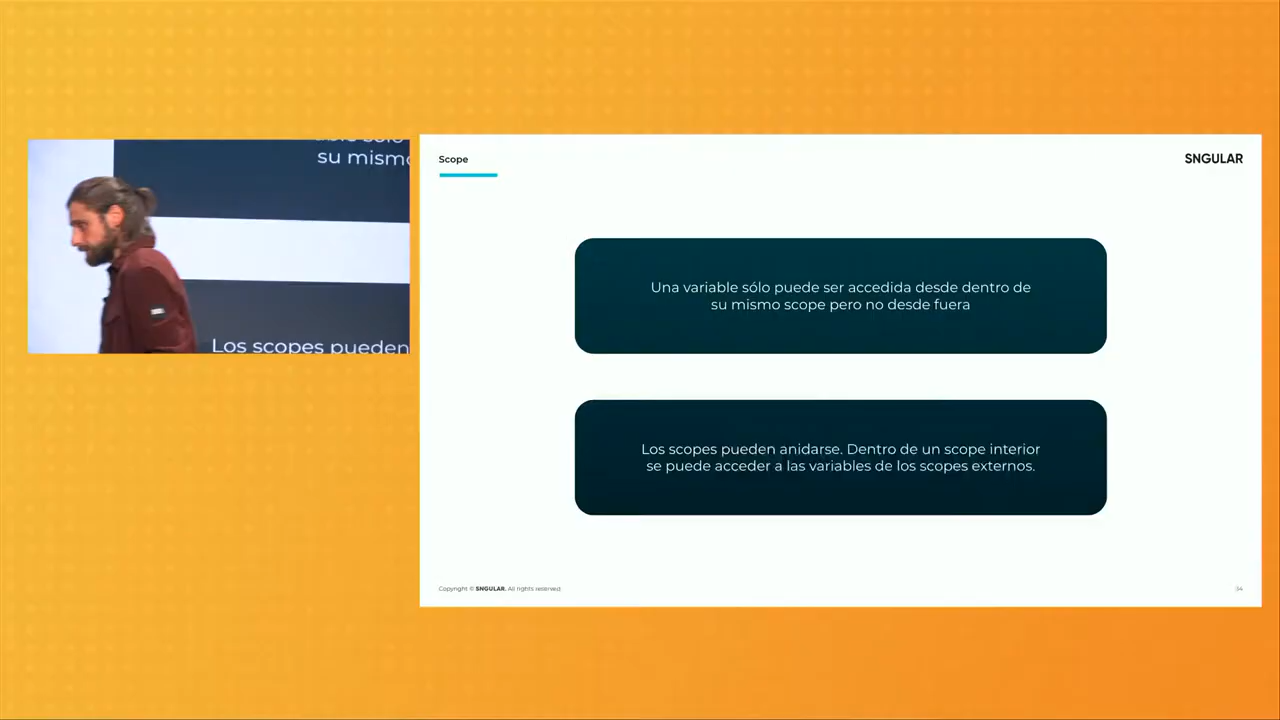 su mismo
Los scopes pueden
Scope
SNGULAR
Una variable sólo puede ser accedida desde dentro de
su mismo scope pero no desde fuera
Los scopes pueden anidarse. Dentro de un scope interior
se puede acceder a las variables de los scopes externos.
Copyright © SNGULAR. All rights reserved.
34